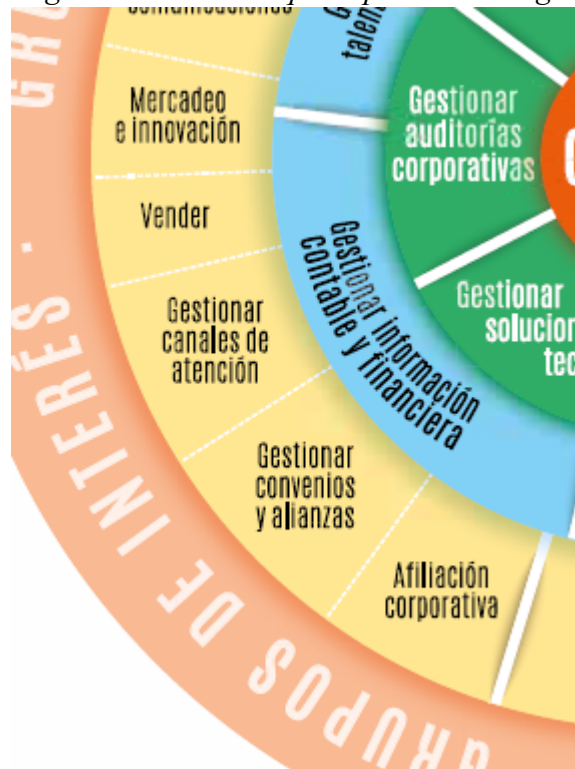 comunicaciones
Mercadeo
e innovación
Vender
Gestionar
canales de
atención
Gestionar
convenios
y alianzas
Afiliación
corporativa
Gestionar información
contable y financiera
Gestionar
auditorías
corporativas
Gestionar
GRUPOS DE INTERÉS ·